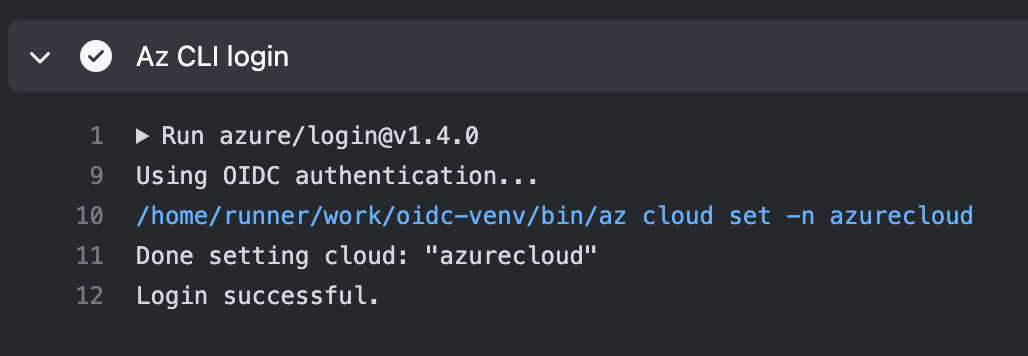 Az CLI login
1 Run azure/login@v1.4.0
9 Using OIDC authentication...
10 /home/runner/work/oidc-venv/bin/az cloud set -n azurecloud
11 Done setting cloud: "azurecloud"
12 Login successful.